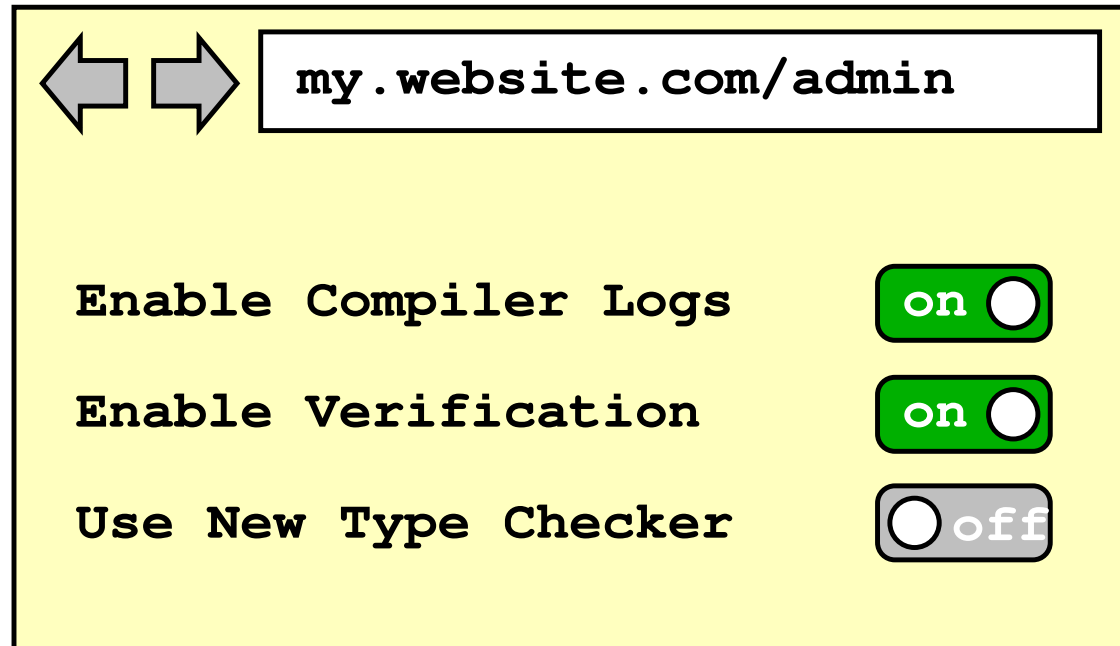 my.website.com/admin
Enable Compiler Logs on
Enable Verification on
Use New Type Checker off